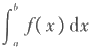 ∫_a^b f(x) dx